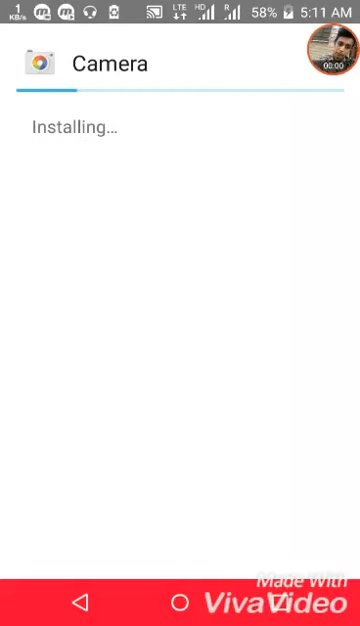 1 KB/s LTE HD R 58% 5:11 AM
00:00
Camera
Installing...
Made With
VivaVideo